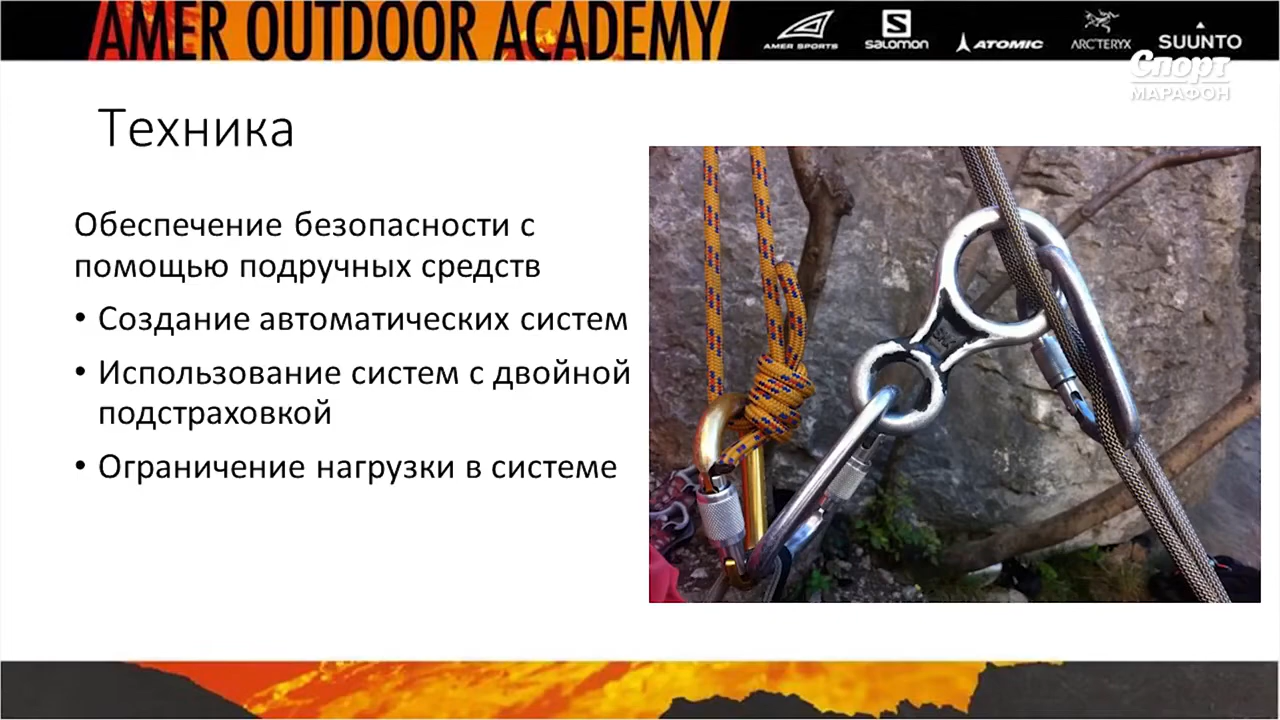 AMER OUTDOOR ACADEMY
AMER SPORTS
SALOMON
ATOMIC
ARC'TERYX
SUUNTO
Спорт
МАРАФОН
Техника
Обеспечение безопасности с
помощью подручных средств
• Создание автоматических систем
• Использование систем с двойной
подстраховкой
• Ограничение нагрузки в системе